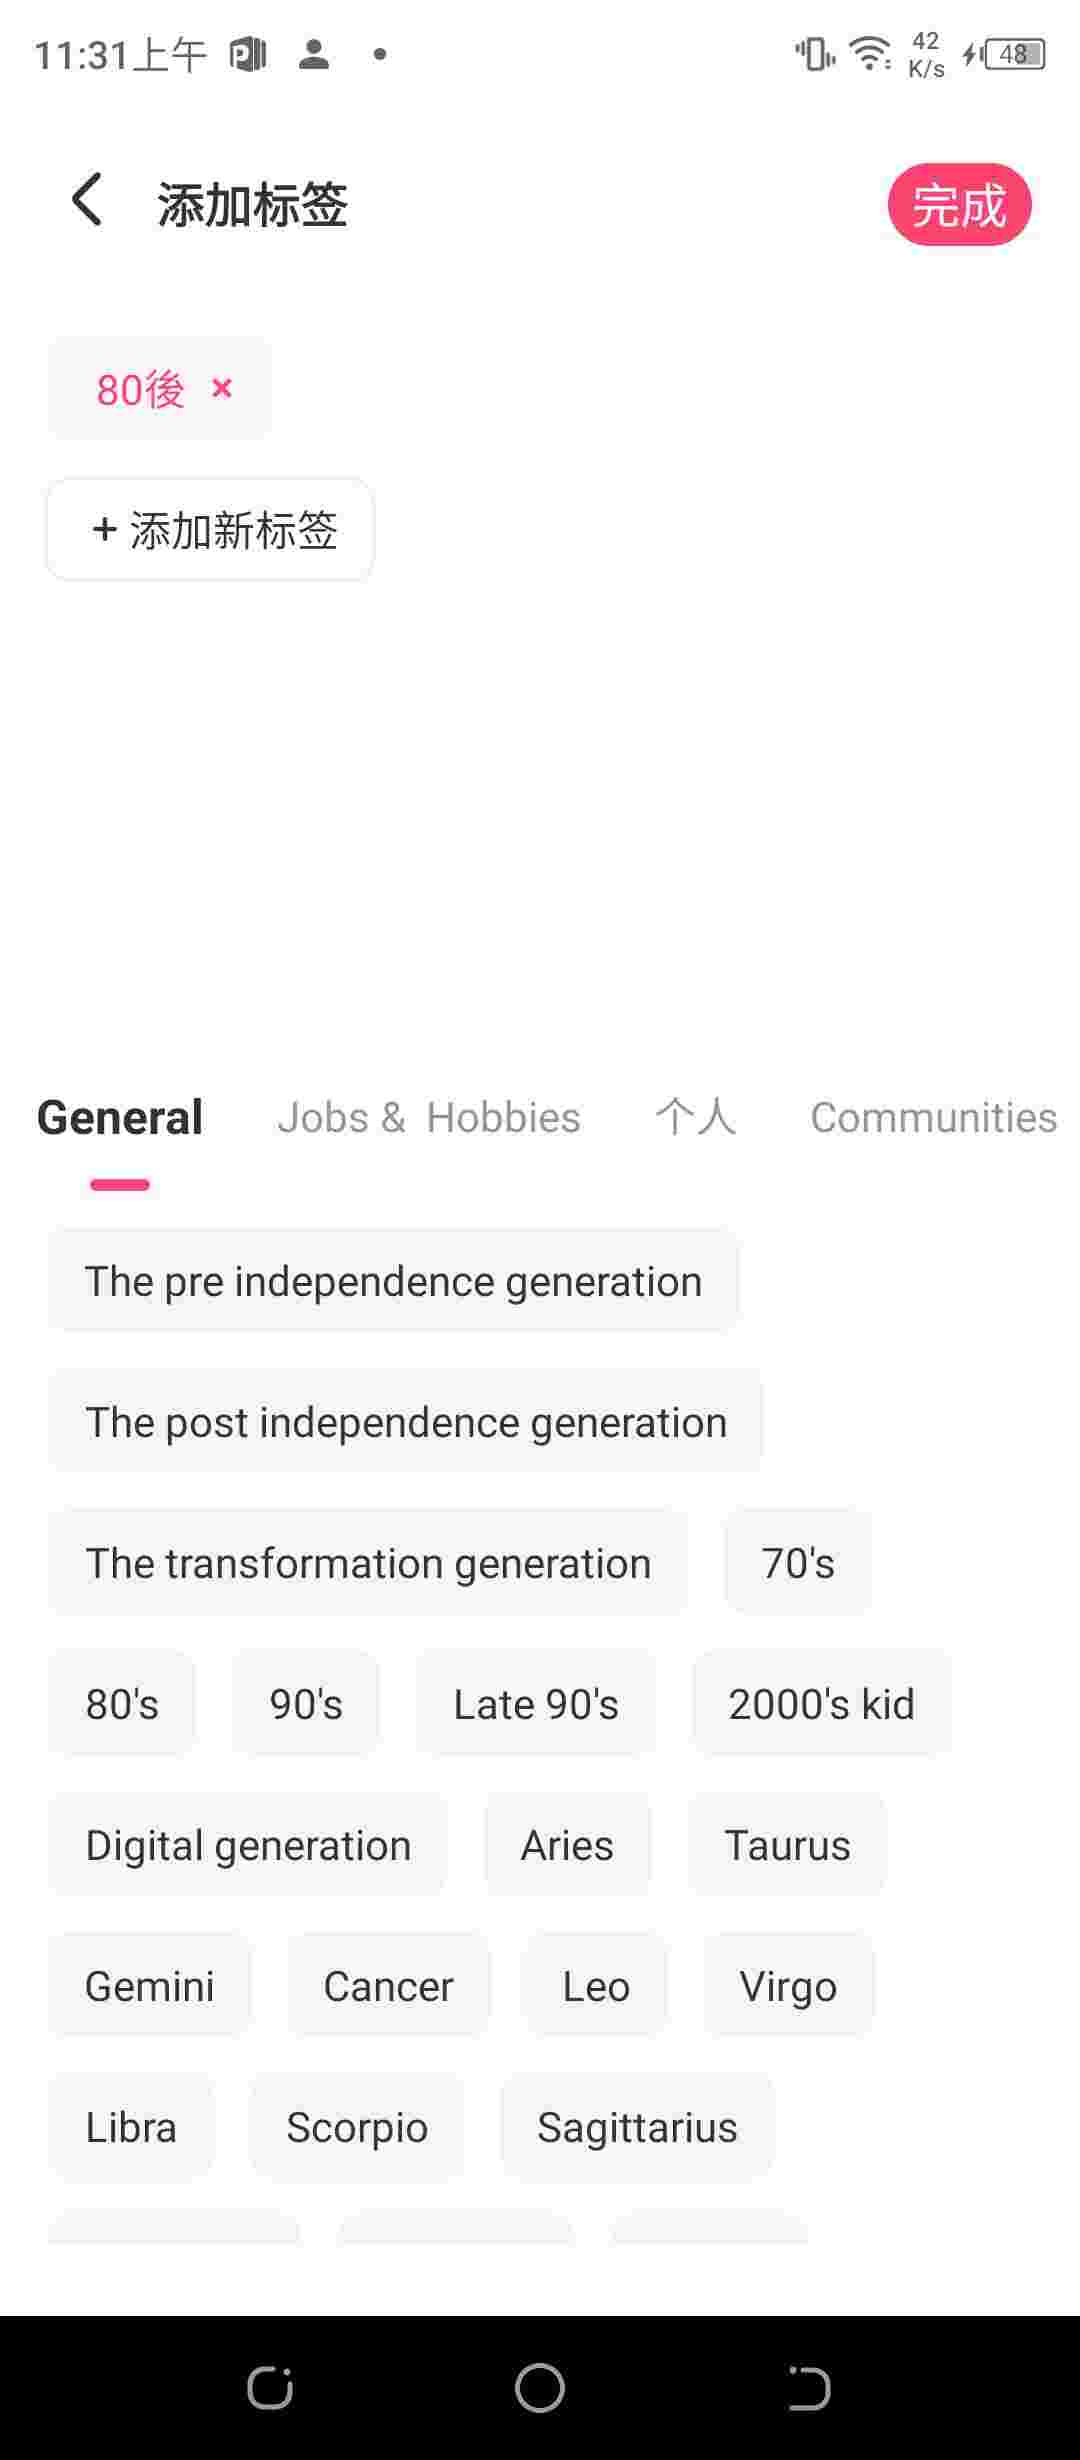 11:31上午
42
K/s
48
添加标签
完成
80後 ×
+ 添加新标签
General Jobs & Hobbies 个人 Communities
The pre independence generation
The post independence generation
The transformation generation 70's
80's 90's Late 90's 2000's kid
Digital generation Aries Taurus
Gemini Cancer Leo Virgo
Libra Scorpio Sagittarius